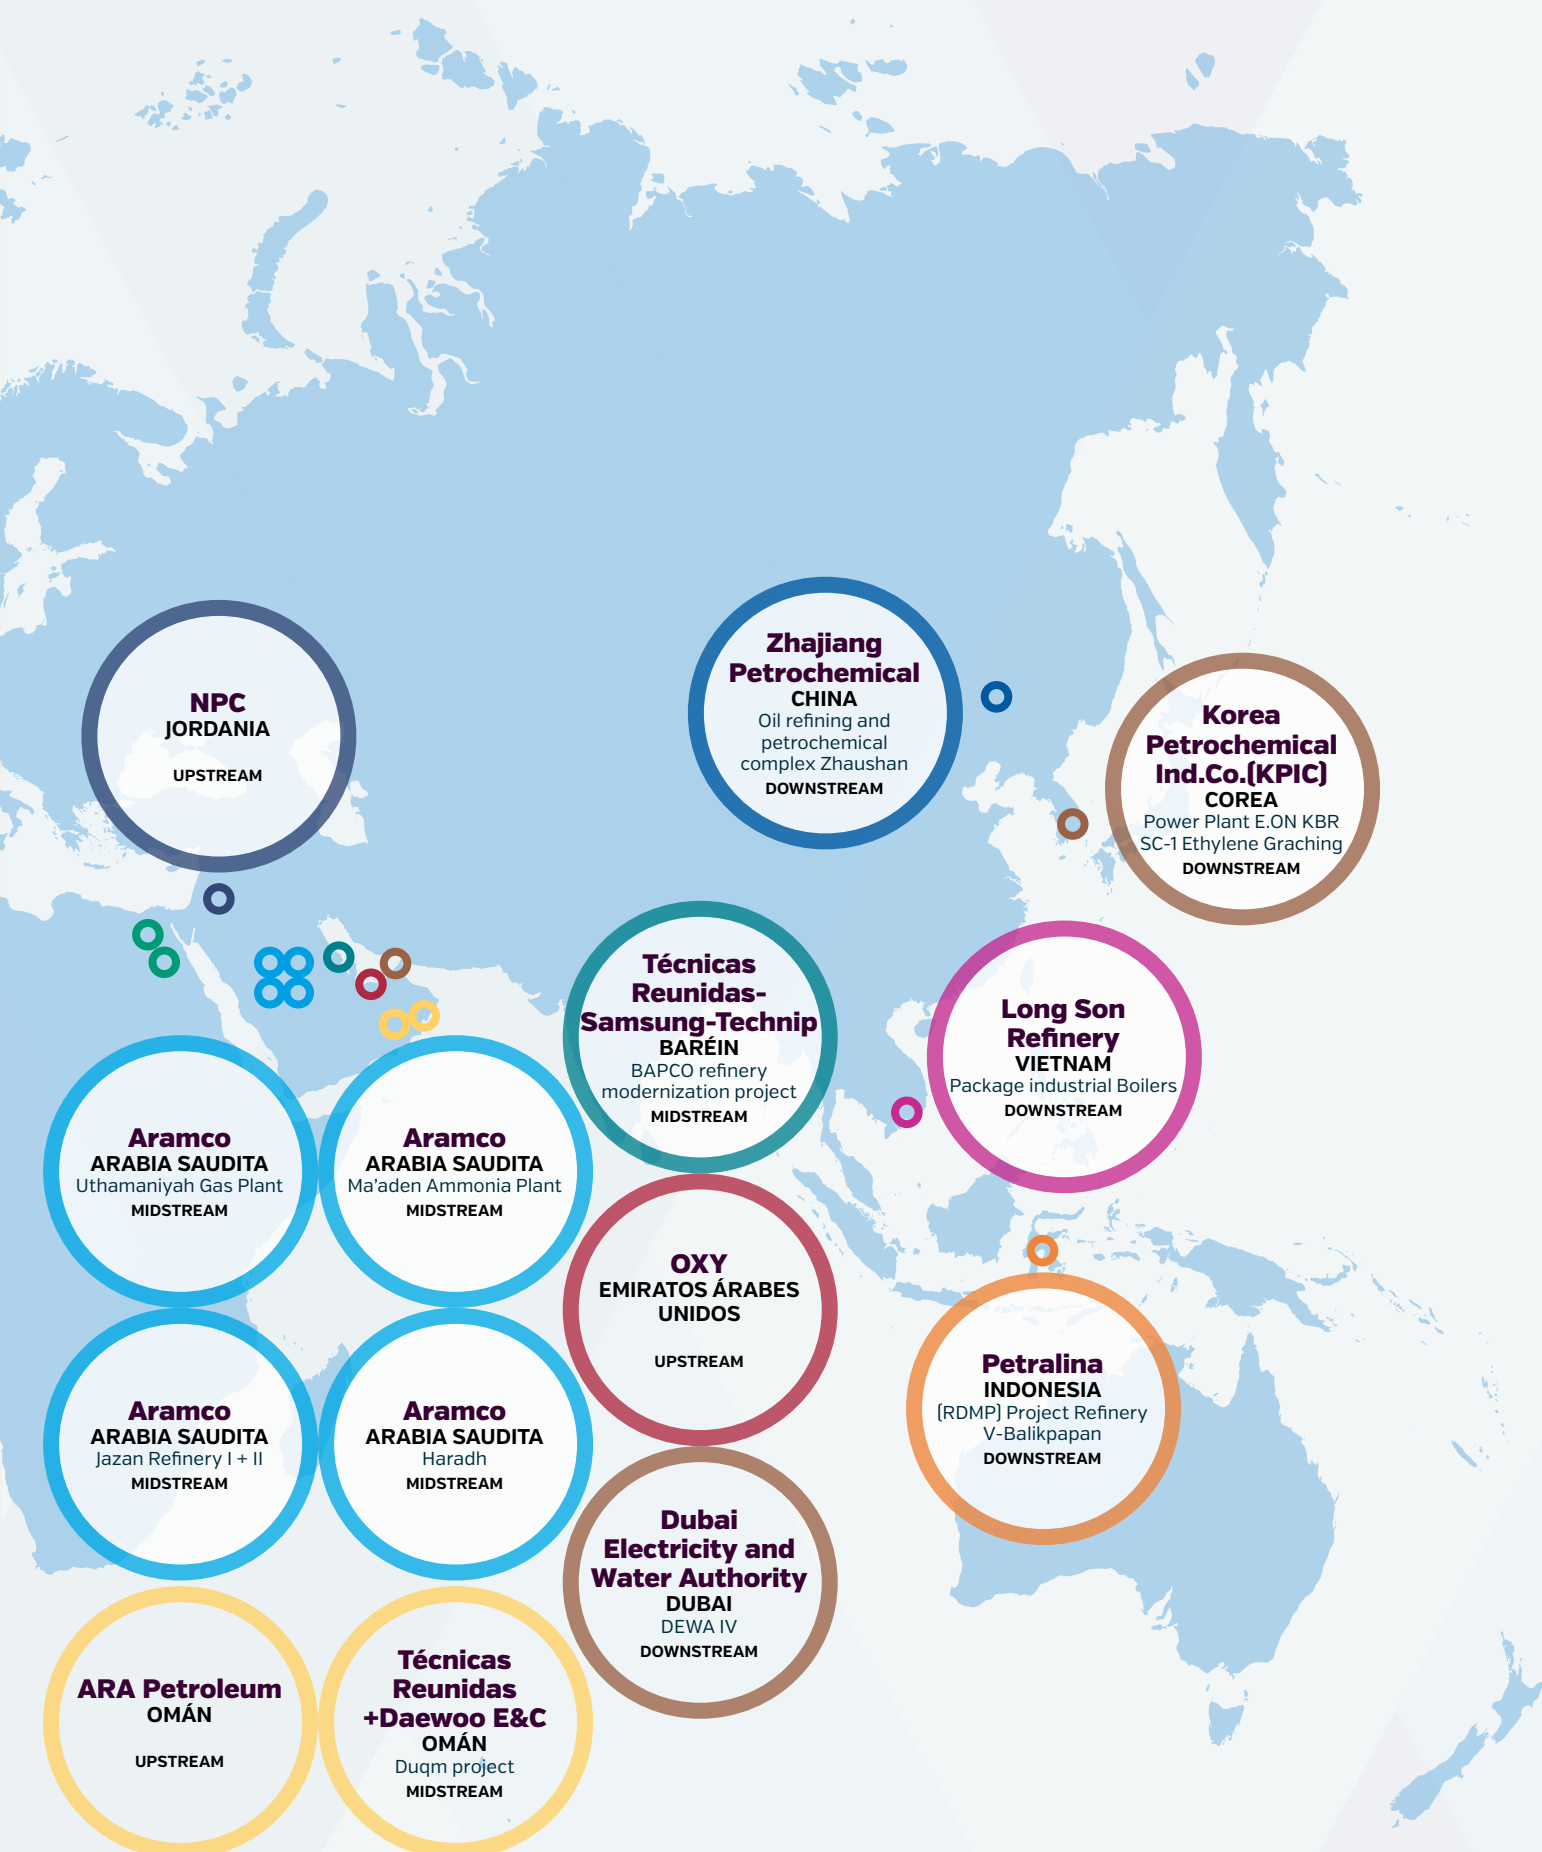 Zhajiang
Petrochemical
CHINA
Oil refining and
petrochemical
complex Zhaushan
DOWNSTREAM
NPC
JORDANIA
UPSTREAM
Korea
Petrochemical
Ind.Co.(KPIC)
COREA
Power Plant E.ON KBR
SC-1 Ethylene Graching
DOWNSTREAM
Técnicas
Reunidas-
Samsung-Technip
BARÉIN
BAPCO refinery
modernization project
MIDSTREAM
Long Son
Refinery
VIETNAM
Package industrial Boilers
DOWNSTREAM
Aramco
ARABIA SAUDITA
Uthamaniyah Gas Plant
MIDSTREAM
Aramco
ARABIA SAUDITA
Ma'aden Ammonia Plant
MIDSTREAM
OXY
EMIRATOS ÁRABES
UNIDOS
UPSTREAM
Petralina
INDONESIA
(RDMP) Project Refinery
V-Balikpapan
DOWNSTREAM
Aramco
ARABIA SAUDITA
Jazan Refinery I + II
MIDSTREAM
Aramco
ARABIA SAUDITA
Haradh
MIDSTREAM
Dubai
Electricity and
Water Authority
DUBAI
DEWA IV
DOWNSTREAM
ARA Petroleum
OMÁN
UPSTREAM
Técnicas
Reunidas
+Daewoo E&C
OMÁN
Duqm project
MIDSTREAM